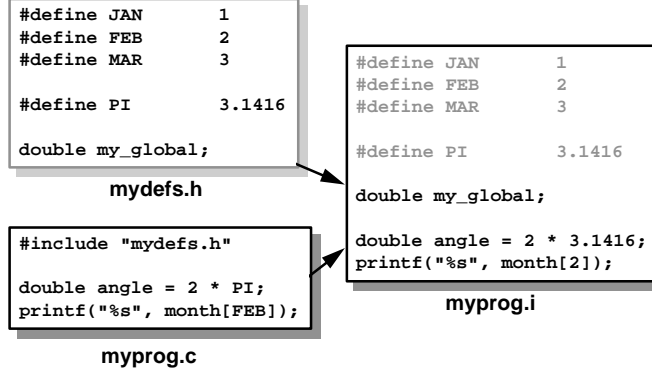 #define JAN 1
#define FEB 2
#define MAR 3
#define PI 3.1416
double my_global;
mydefs.h
#include "mydefs.h"
double angle = 2 * PI;
printf("%s", month[FEB]);
myprog.c
#define JAN 1
#define FEB 2
#define MAR 3
#define PI 3.1416
double my_global;
double angle = 2 * 3.1416;
printf("%s", month[2]);
myprog.i